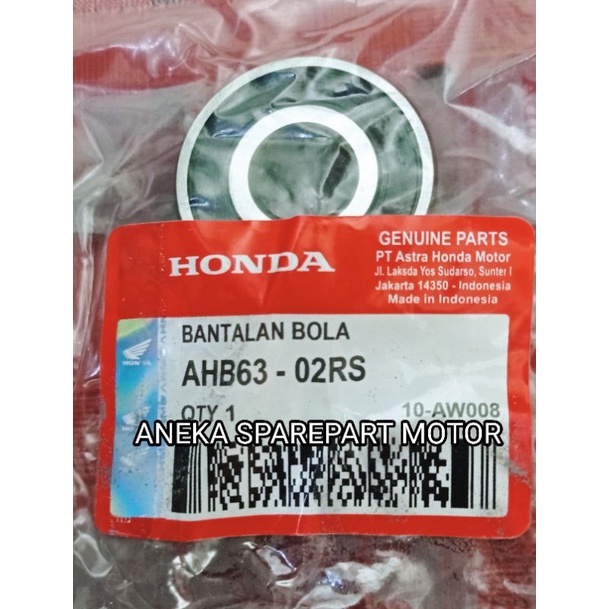 GENUINE PARTS
PT Astra Honda Motor
Jl. Laksda Yos Sudarso, Sunter I
Jakarta 14350 - Indonesia
Made in Indonesia
HONDA
BANTALAN BOLA
AHB63 - 02RS
QTY 1
10-AW008
ANEKA SPAREPART MOTOR
HONDA